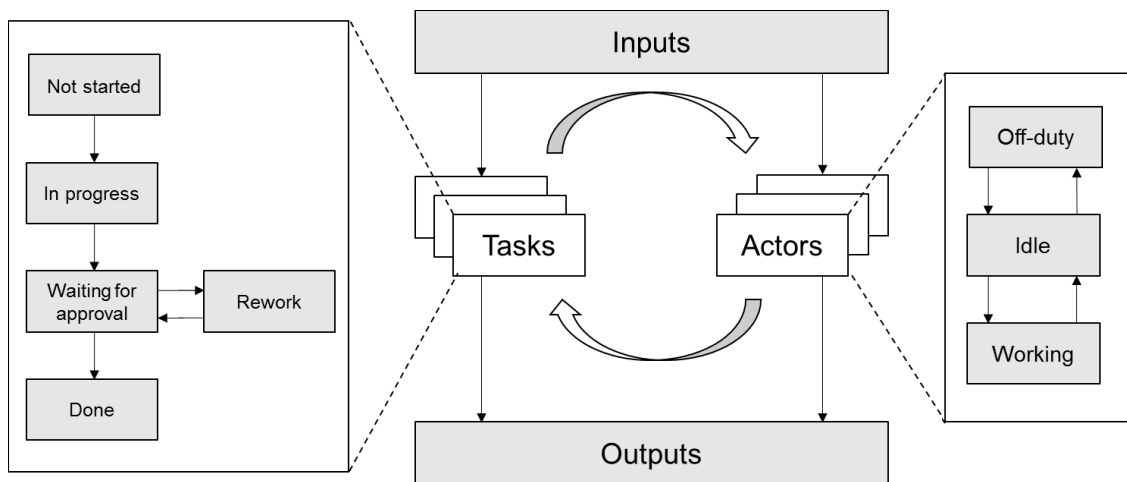 Inputs
Not started
In progress
Waiting for
approval
Rework
Done
Tasks
Actors
Off-duty
Idle
Working
Outputs